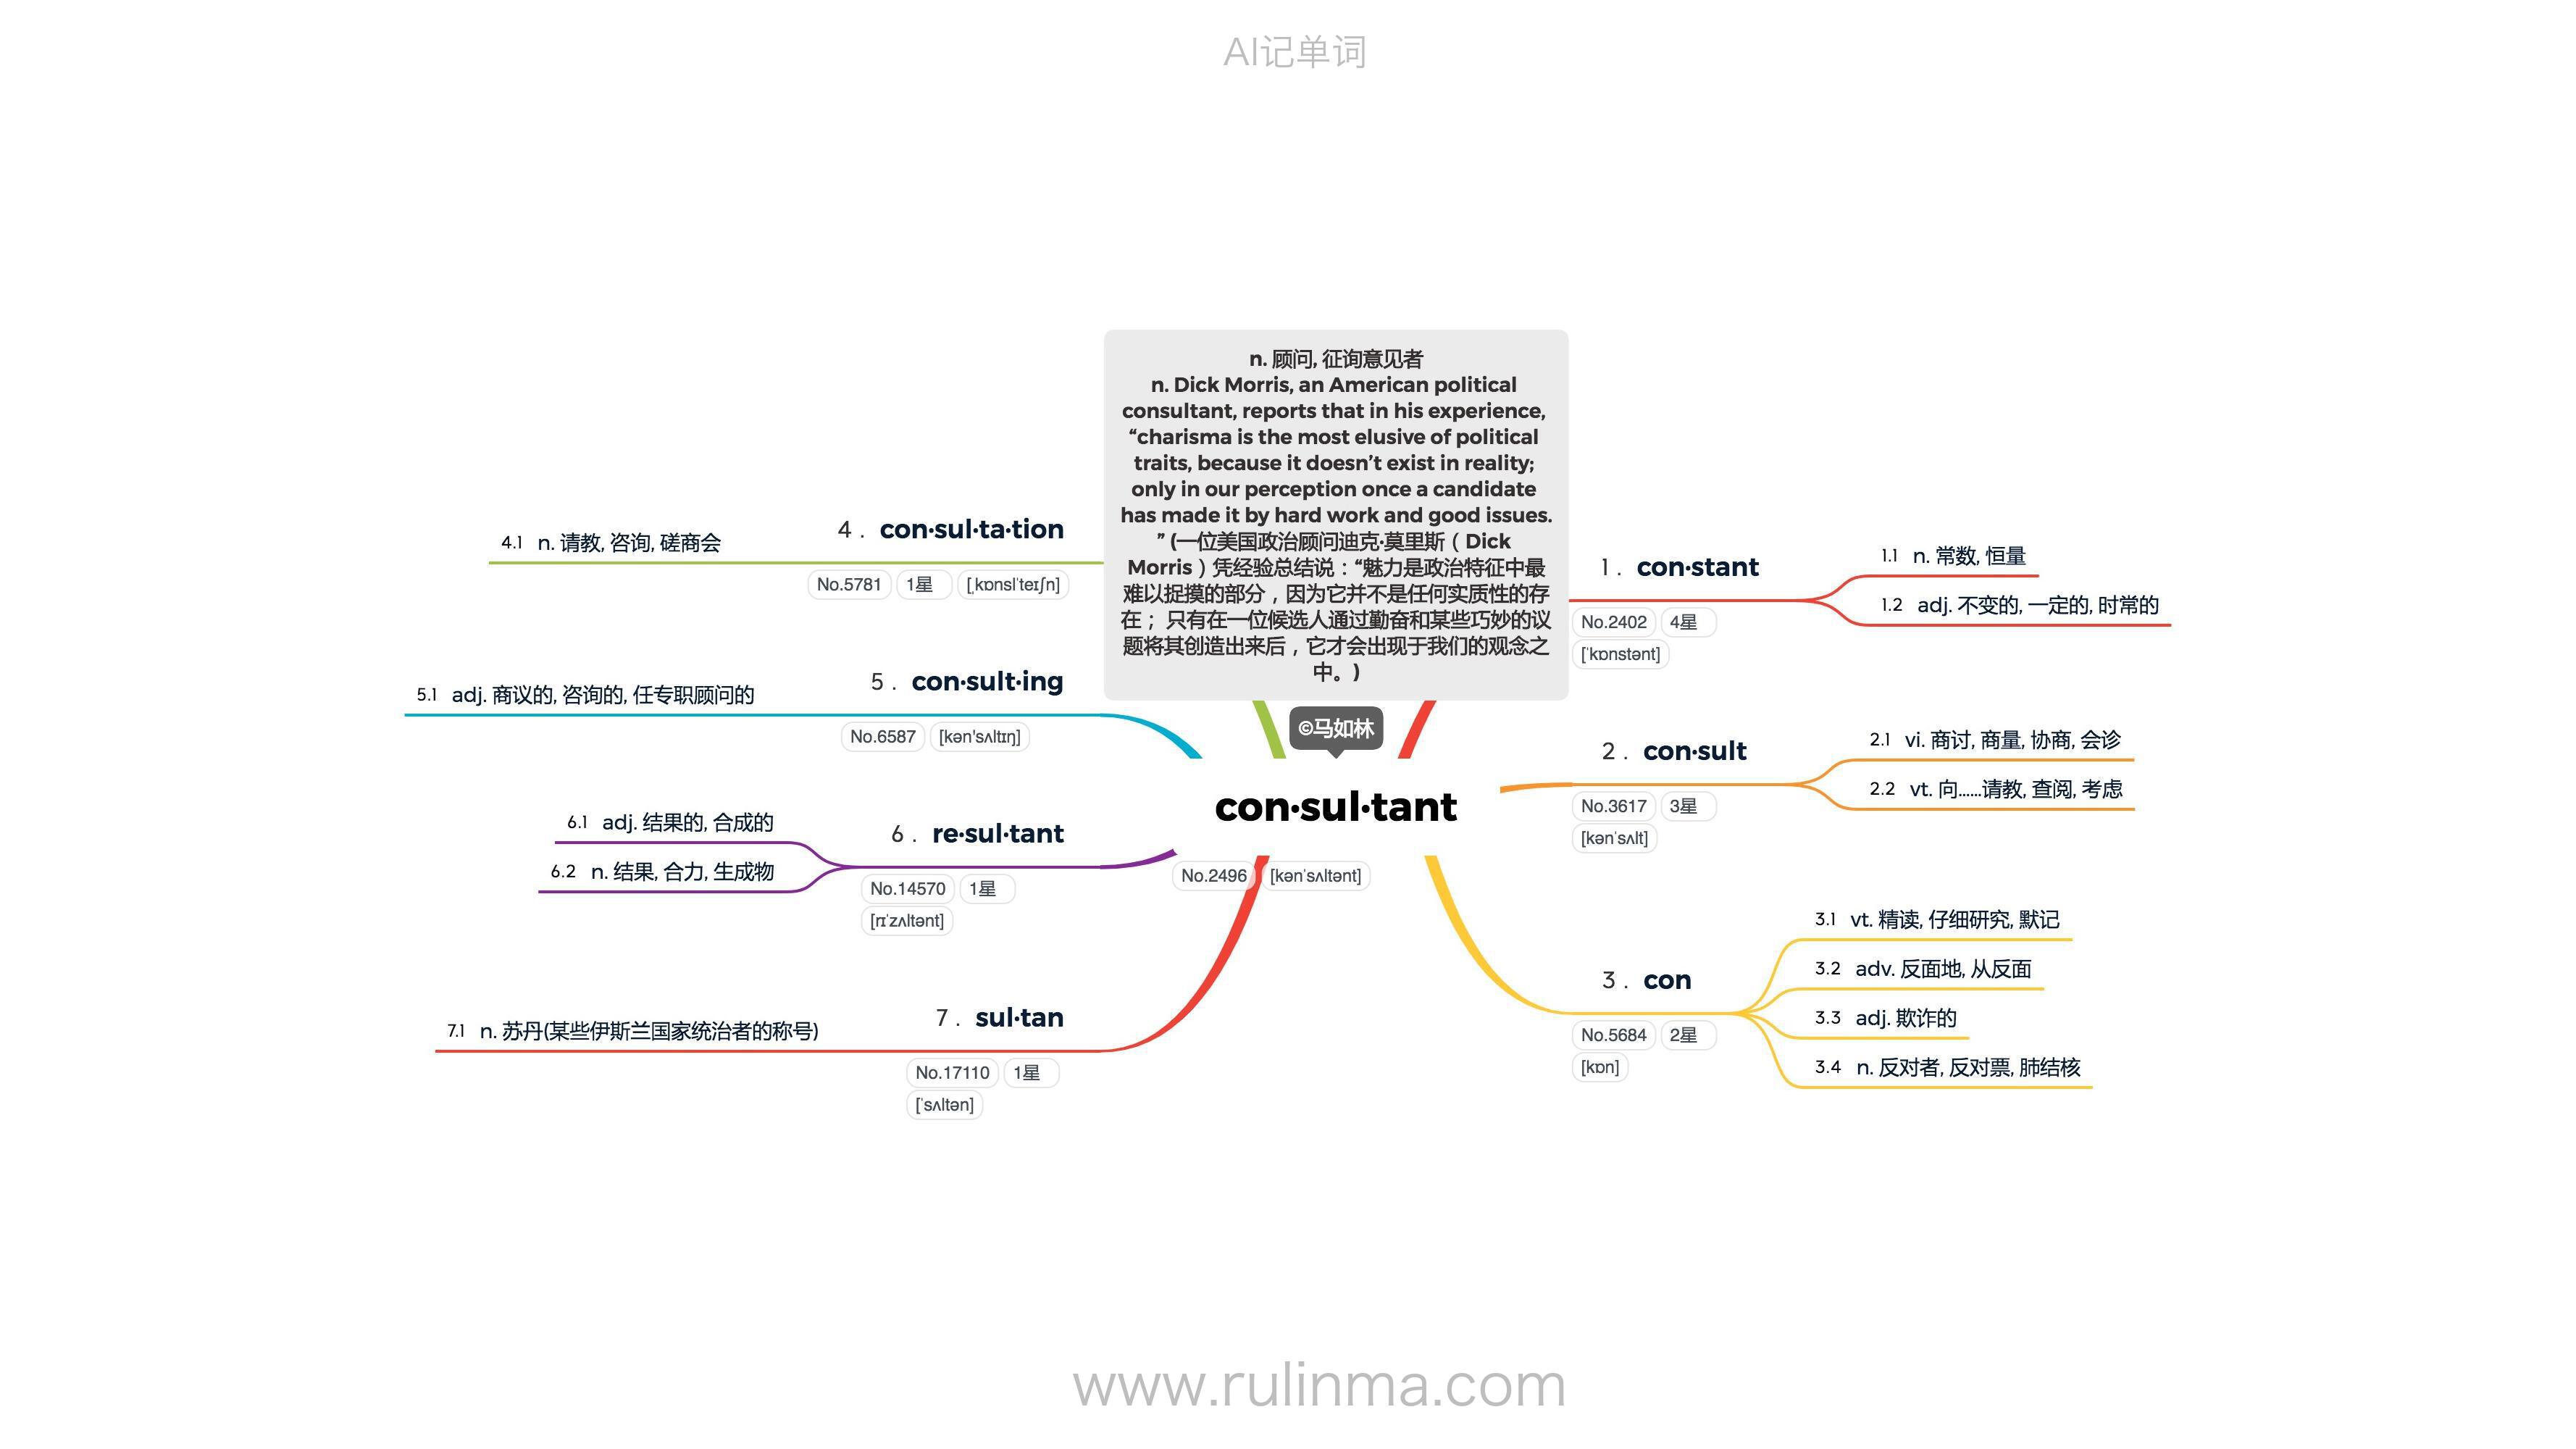 AI记单词
n. 顾问, 征询意见者
n. Dick Morris, an American political
consultant, reports that in his experience,
“charisma is the most elusive of political
traits, because it doesn’t exist in reality;
only in our perception once a candidate
has made it by hard work and good issues.
” (一位美国政治顾问迪克·莫里斯（Dick
Morris）凭经验总结说：“魅力是政治特征中最
难以捉摸的部分，因为它并不是任何实质性的存
在； 只有在一位候选人通过勤奋和某些巧妙的议
题将其创造出来后，它才会出现于我们的观念之
中。)
©马如林
con·sul·tant
No.2496 [kənˈsʌltənt]
1. con·stant
No.2402 4星
[ˈkɒnstənt]
1.1 n. 常数, 恒量
1.2 adj. 不变的, 一定的, 时常的
2. con·sult
No.3617 3星
[kənˈsʌlt]
2.1 vi. 商讨, 商量, 协商, 会诊
2.2 vt. 向……请教, 查阅, 考虑
3. con
No.5684 2星
[kɒn]
3.1 vt. 精读, 仔细研究, 默记
3.2 adv. 反面地, 从反面
3.3 adj. 欺诈的
3.4 n. 反对者, 反对票, 肺结核
4. con·sul·ta·tion
No.5781 1星 [ˌkɒnslˈteɪʃn]
4.1 n. 请教, 咨询, 磋商会
5. con·sult·ing
No.6587 [kən'sʌltɪŋ]
5.1 adj. 商议的, 咨询的, 任专职顾问的
6. re·sul·tant
No.14570 1星
[rɪˈzʌltənt]
6.1 adj. 结果的, 合成的
6.2 n. 结果, 合力, 生成物
7. sul·tan
No.17110 1星
[ˈsʌltən]
7.1 n. 苏丹(某些伊斯兰国家统治者的称号)
www.rulinma.com